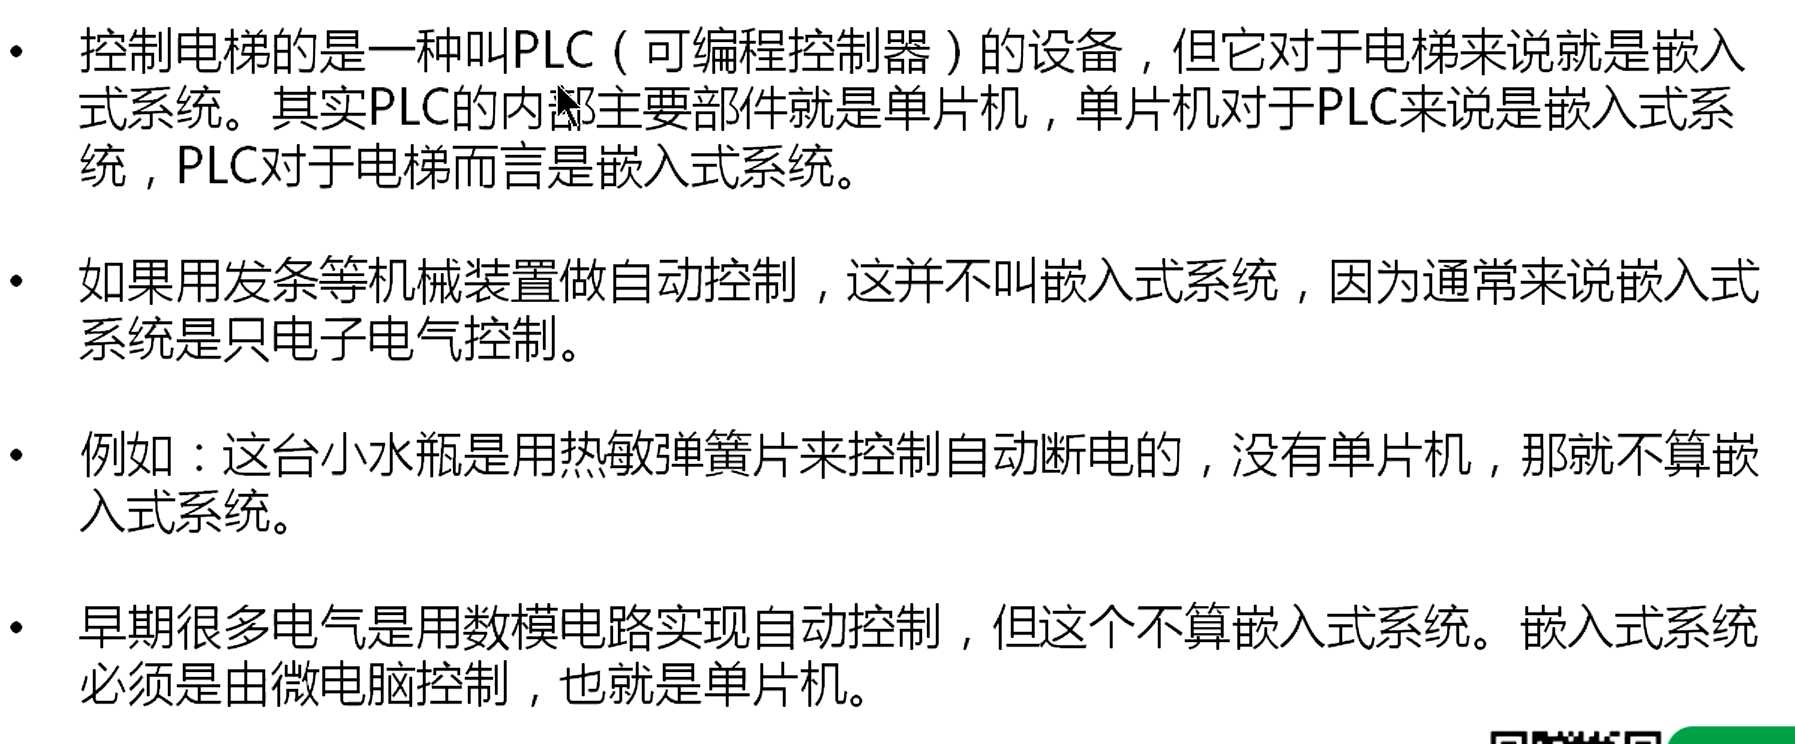 • 控制电梯的是一种叫PLC（可编程控制器）的设备，但它对于电梯来说就是嵌入
式系统。其实PLC的内部主要部件就是单片机，单片机对于PLC来说是嵌入式系
统，PLC对于电梯而言是嵌入式系统。
• 如果用发条等机械装置做自动控制，这并不叫嵌入式系统，因为通常来说嵌入式
系统是只电子电气控制。
• 例如：这台小水瓶是用热敏弹簧片来控制自动断电的，没有单片机，那就不算嵌
入式系统。
• 早期很多电气是用数模电路实现自动控制，但这个不算嵌入式系统。嵌入式系统
必须是由微电脑控制，也就是单片机。